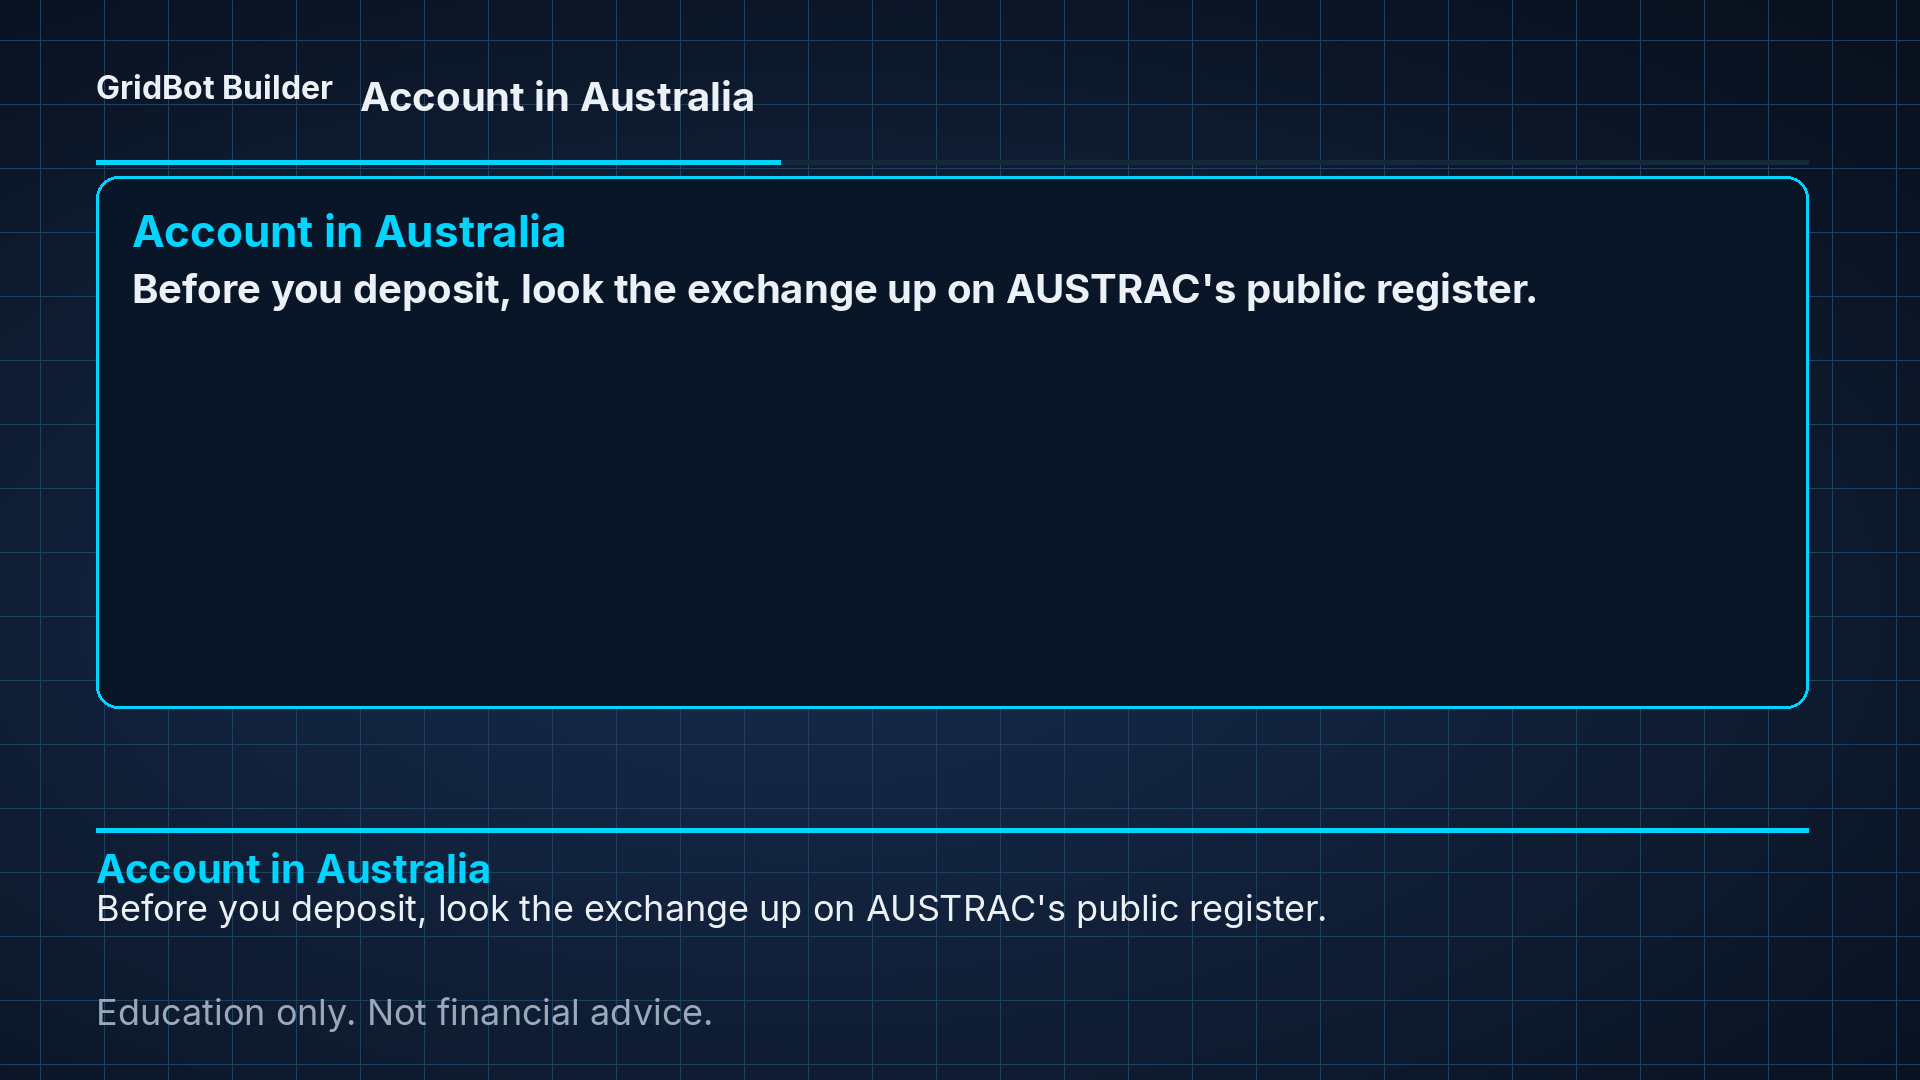 GridBot Builder
Account in Australia
Account in Australia
Before you deposit, look the exchange up on AUSTRAC's public register.
Account in Australia
Before you deposit, look the exchange up on AUSTRAC's public register.
Education only. Not financial advice.